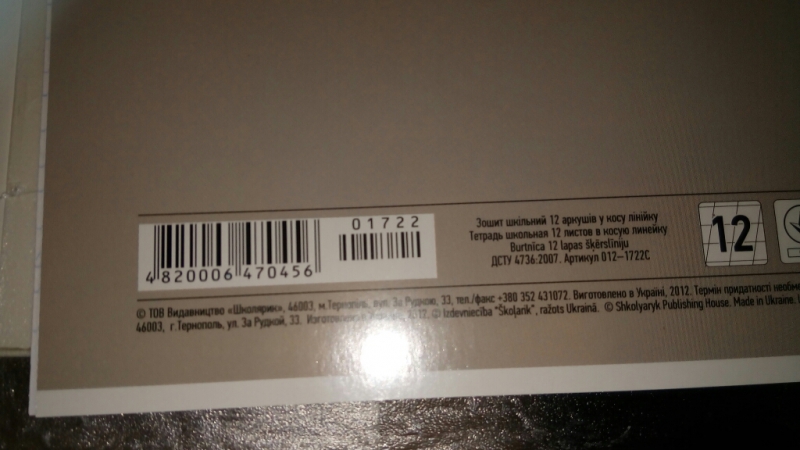 01722
4820006 470456
Зошит шкільний 12 аркушів у косу лінійку
Тетрадь школьная 12 листов в косую линейку
Burtnīca 12 lapas šķērslīniju
ДСТУ 4736:2007. Артикул 012–1722С
12
© ТОВ Видавництво «Школярик», 46003, м.Тернопіль, вул. За Рудкою, 33, тел./факс +380 352 431072. Виготовлено в Україні, 2012. Термін придатності необме
46003, г.Тернополь, ул. За Рудкой, 33. 2012. © Izdevniecība "Školarik", ražots Ukrainā. © Shkolyaryk Publishing House. Made in Ukraine.